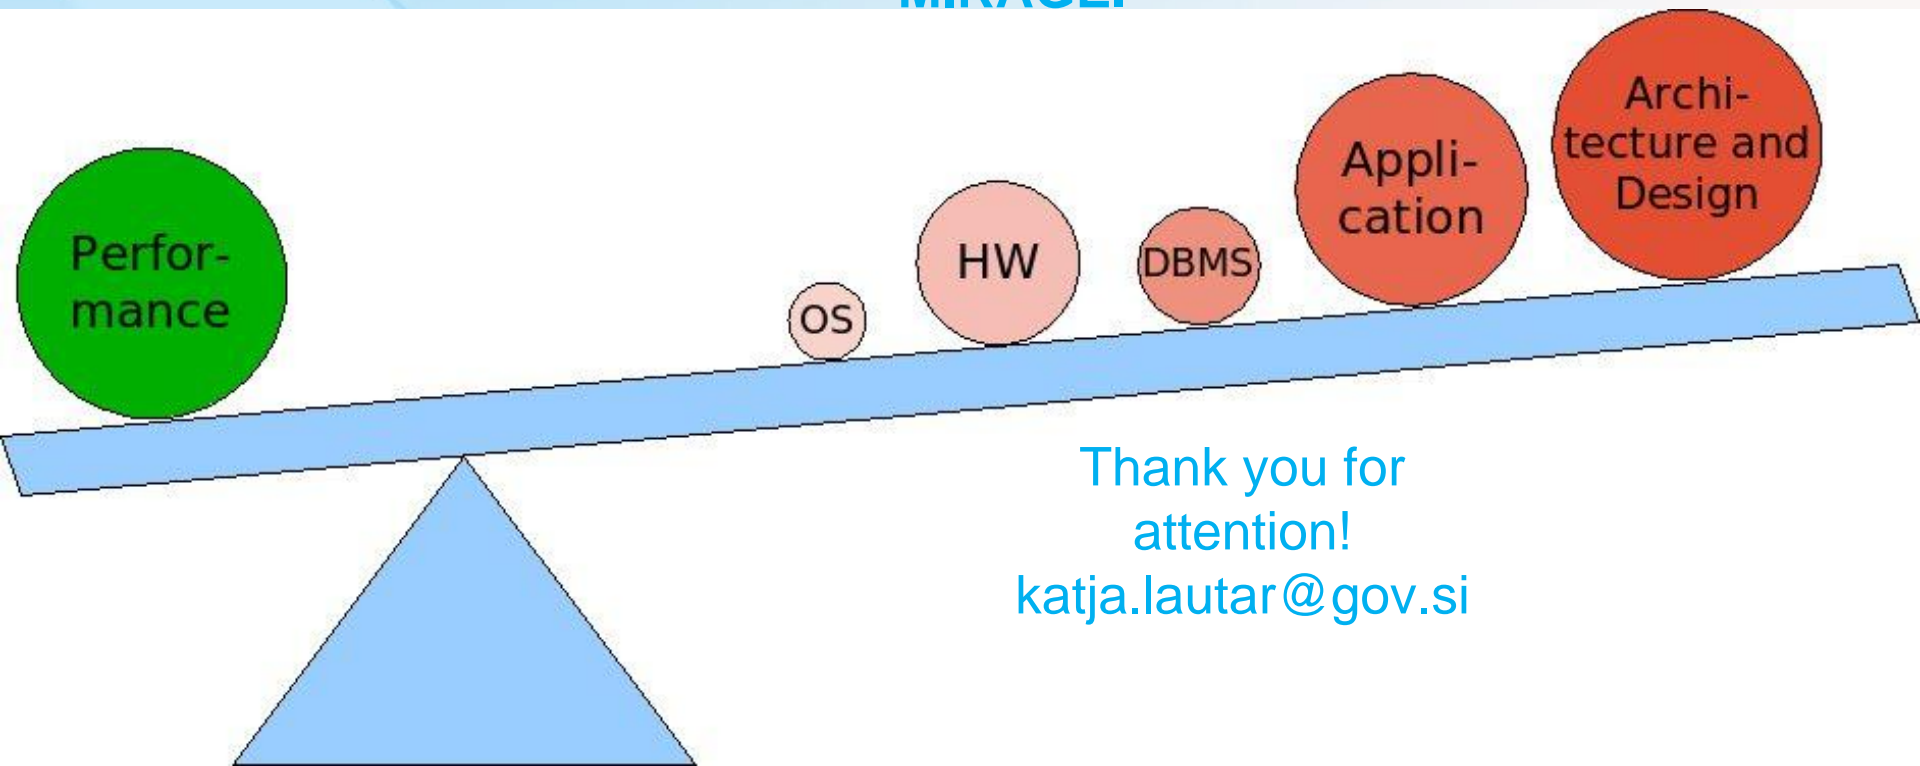 MIRAGE!
Perfor-
mance
OS
HW
DBMS
Appli-
cation
Archi-
tecture and
Design
Thank you for
attention!
katja.lautar@gov.si